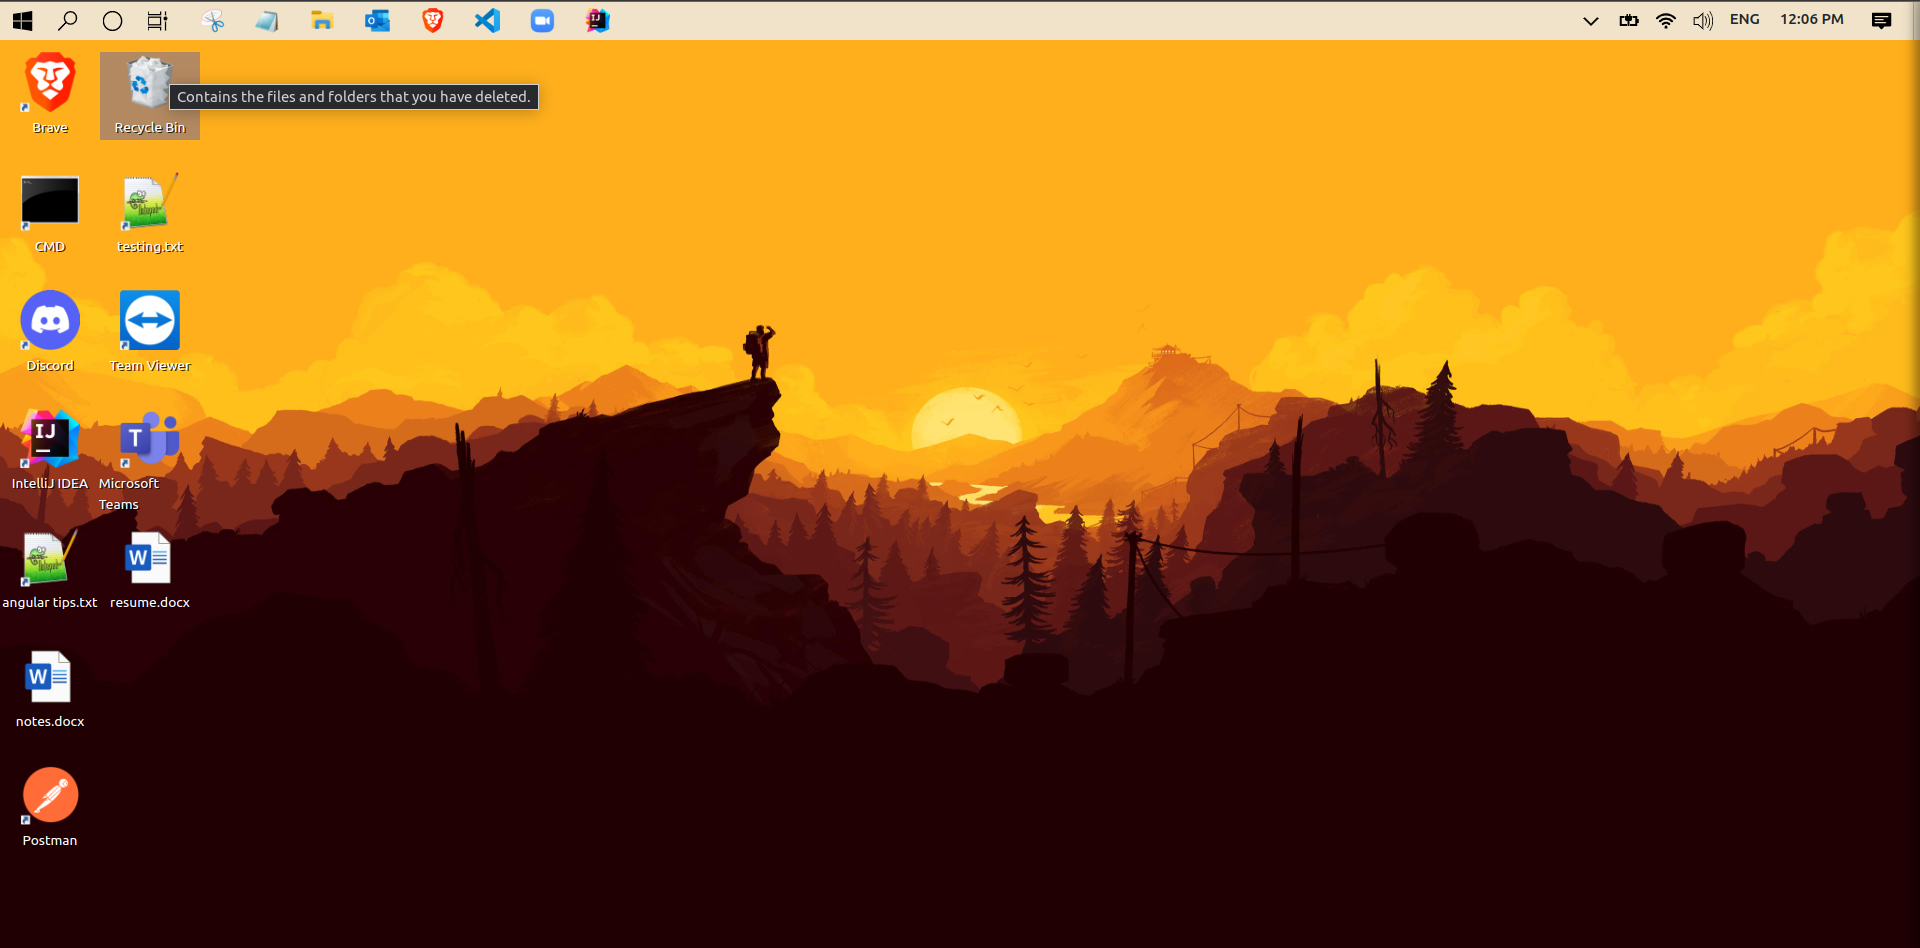 ENG 12:06 PM
Brave
Recycle Bin
Contains the files and folders that you have deleted.
CMD
testing.txt
Discord
Team Viewer
IJ
IntelliJ IDEA
T
Microsoft
Teams
angular tips.txt
W
resume.docx
W
notes.docx
Postman